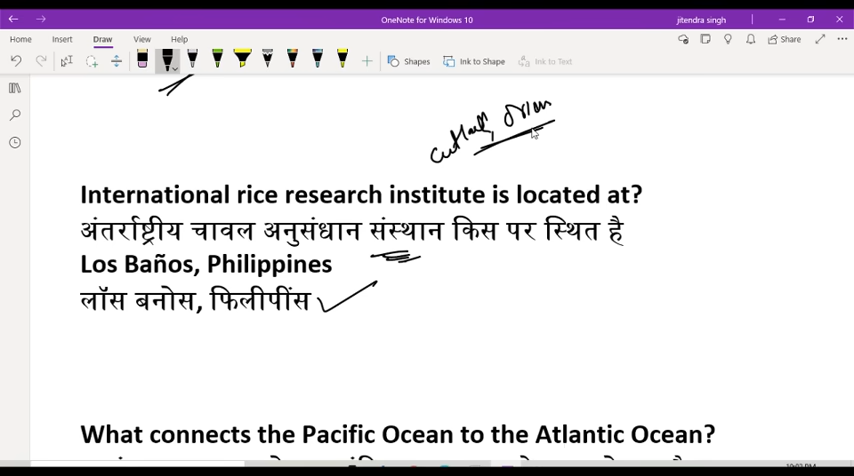 OneNote for Windows 10
jitendra singh
Home Insert Draw View Help
Share
Shapes Ink to Shape Ink to Text
International rice research institute is located at?
अंतर्राष्ट्रीय चावल अनुसंधान संस्थान किस पर स्थित है
Los Baños, Philippines
लॉस बनोस, फिलीपींस
What connects the Pacific Ocean to the Atlantic Ocean?